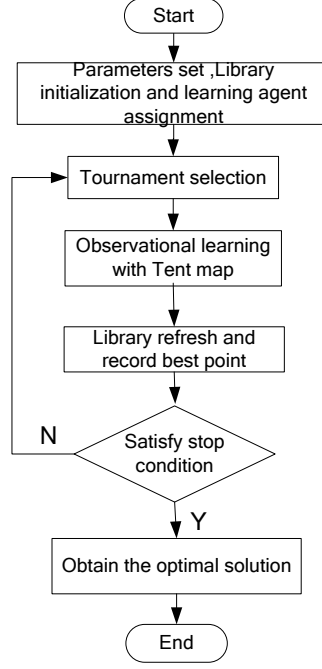 Start
Parameters set ,Library
initialization and learning agent
assignment
Tournament selection
Observational learning
with Tent map
Library refresh and
record best point
Satisfy stop
condition
N
Y
Obtain the optimal solution
End